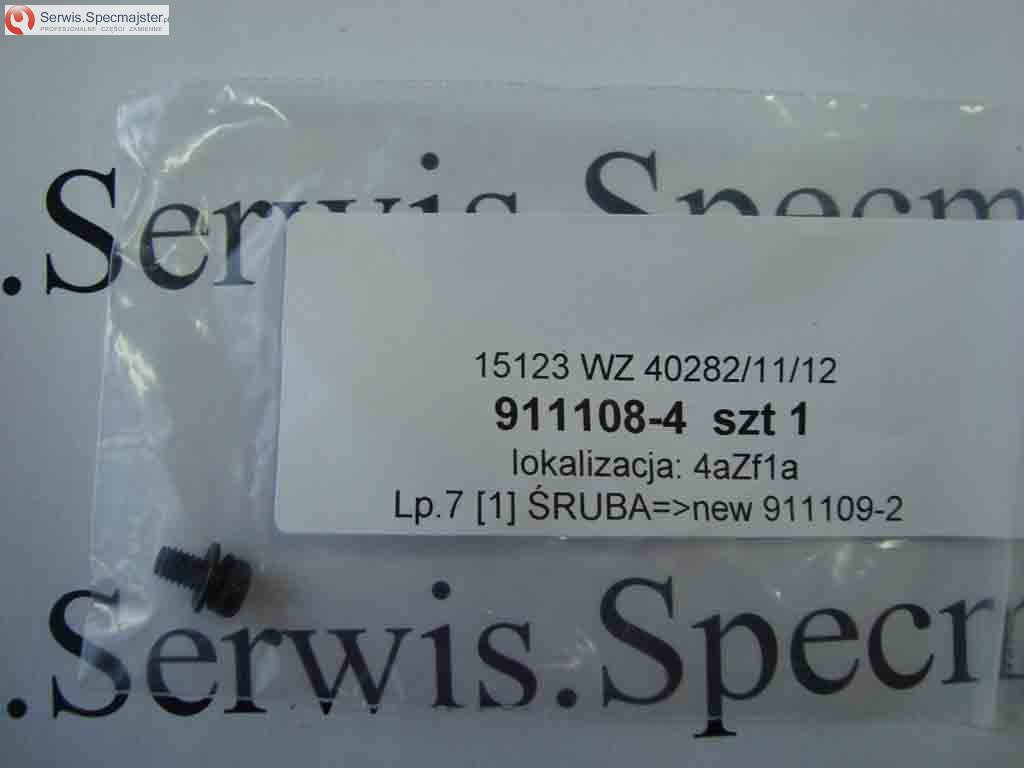 Serwis.Specmajster.pl
PROFESJONALNE CZĘŚCI ZAMIENNE
.Serwis.Specm
15123 WZ 40282/11/12
911108-4 szt 1
lokalizacja: 4aZf1a
Lp.7 [1] ŚRUBA=>new 911109-2
.Serwis.Specm